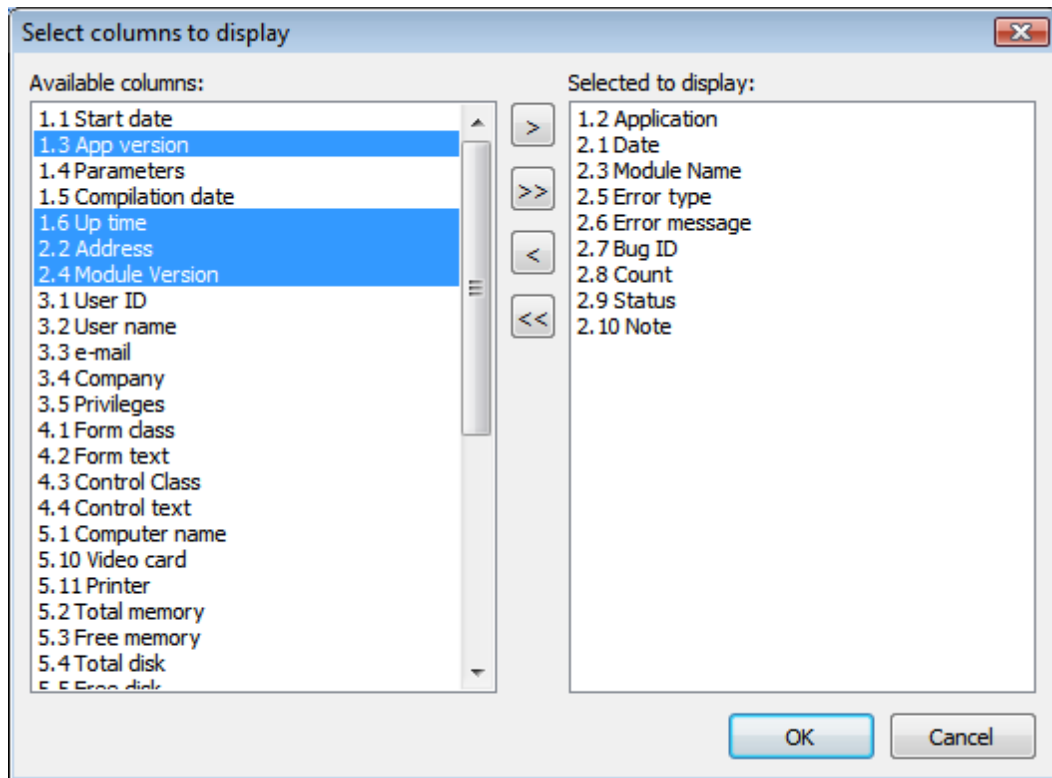 Select columns to display
Available columns:
1.1 Start date
1.3 App version
1.4 Parameters
1.5 Compilation date
1.6 Up time
2.2 Address
2.4 Module Version
3.1 User ID
3.2 User name
3.3 e-mail
3.4 Company
3.5 Privileges
4.1 Form class
4.2 Form text
4.3 Control Class
4.4 Control text
5.1 Computer name
5.10 Video card
5.11 Printer
5.2 Total memory
5.3 Free memory
5.4 Total disk
5.5 Free disk
>
>>
<
<<
Selected to display:
1.2 Application
2.1 Date
2.3 Module Name
2.5 Error type
2.6 Error message
2.7 Bug ID
2.8 Count
2.9 Status
2.10 Note
OK
Cancel